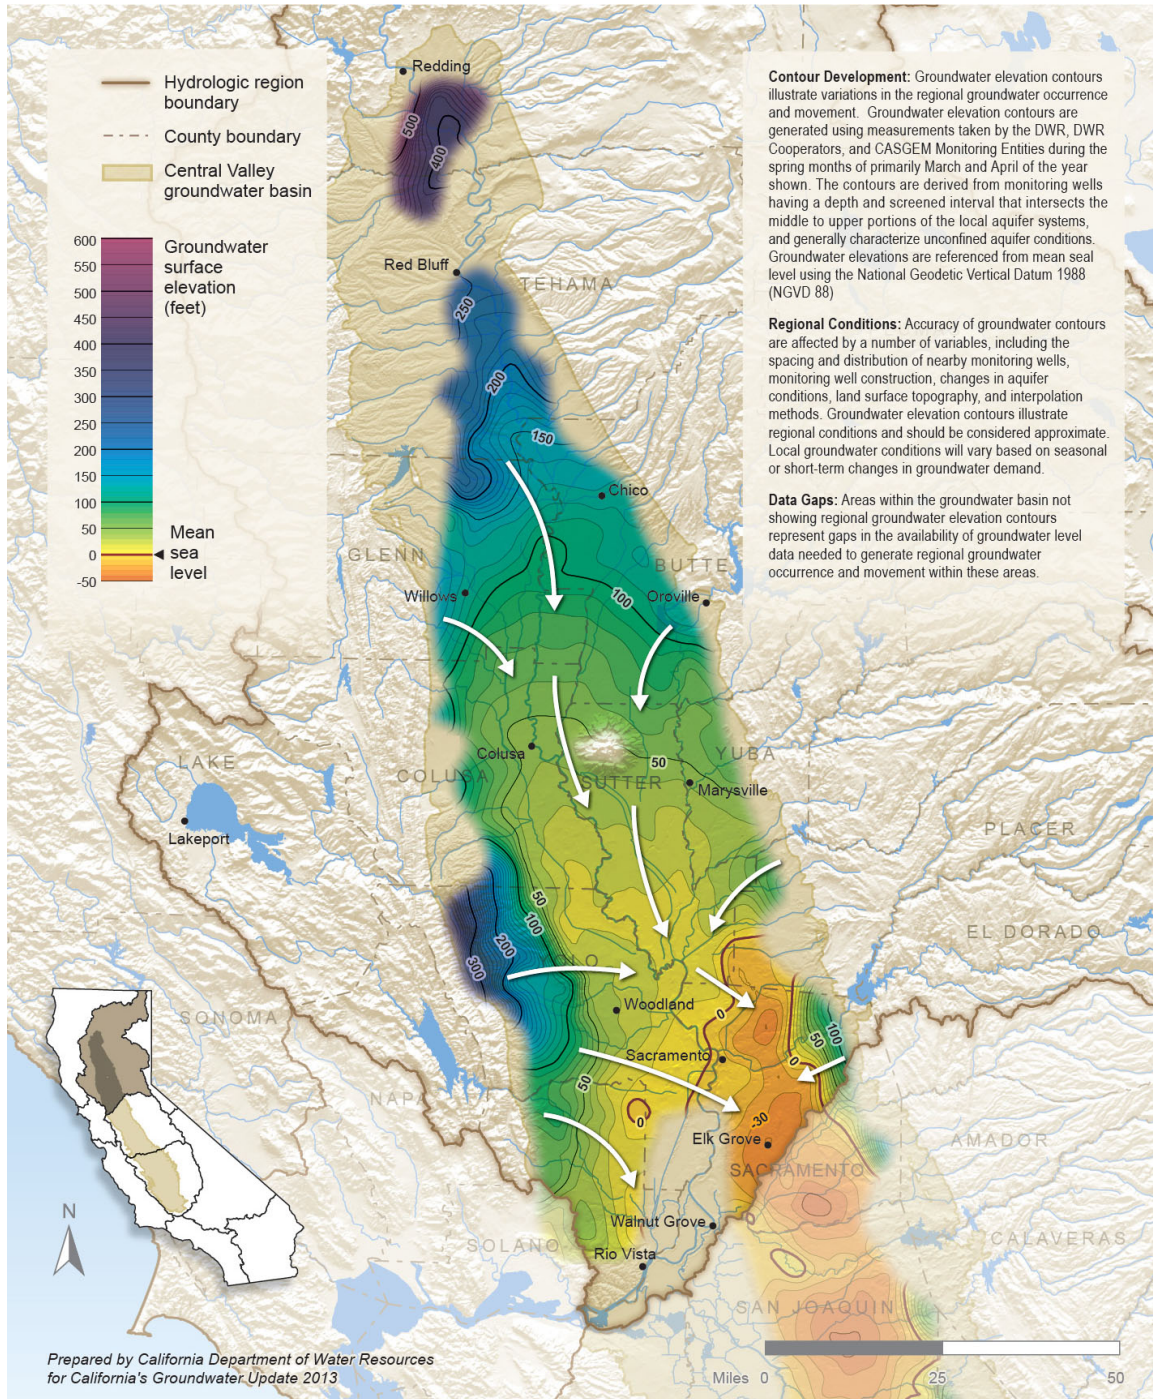 Redding
Hydrologic region
boundary
County boundary
Central Valley
groundwater basin
600
550
500
450
400
350
300
250
200
150
100
50
0
-50
Groundwater
surface
elevation
(feet)
Mean
sea
level
Contour Development: Groundwater elevation contours
illustrate variations in the regional groundwater occurrence
and movement. Groundwater elevation contours are
generated using measurements taken by the DWR, DWR
Cooperators, and CASGEM Monitoring Entities during the
spring months of primarily March and April of the year
shown. The contours are derived from monitoring wells
having a depth and screened interval that intersects the
middle to upper portions of the local aquifer systems,
and generally characterize unconfined aquifer conditions.
Groundwater elevations are referenced from mean seal
level using the National Geodetic Vertical Datum 1988
(NGVD 88)
Regional Conditions: Accuracy of groundwater contours
are affected by a number of variables, including the
spacing and distribution of nearby monitoring wells,
monitoring well construction, changes in aquifer
conditions, land surface topography, and interpolation
methods. Groundwater elevation contours illustrate
regional conditions and should be considered approximate.
Local groundwater conditions will vary based on seasonal
or short-term changes in groundwater demand.
Data Gaps: Areas within the groundwater basin not
showing regional groundwater elevation contours
represent gaps in the availability of groundwater level
data needed to generate regional groundwater
occurrence and movement within these areas.
500
400
Red Bluff
TEHAMA
250
200
150
Chico
GLENN
BUTTE
Willows
100
Oroville
Colusa
YUBA
50
LAKE
COLUSA
SUTTER
Marysville
Lakeport
PLACER
50
100
200
300
EL DORADO
YOLO
Woodland
0
SONOMA
100
50
0
Sacramento
50
NAPA
0
-30
Elk Grove
AMADOR
SACRAMENTO
N
Walnut Grove
SOLANO
Rio Vista
CALAVERAS
SAN JOAQUIN
Prepared by California Department of Water Resources
for California's Groundwater Update 2013
Miles 0 25 50